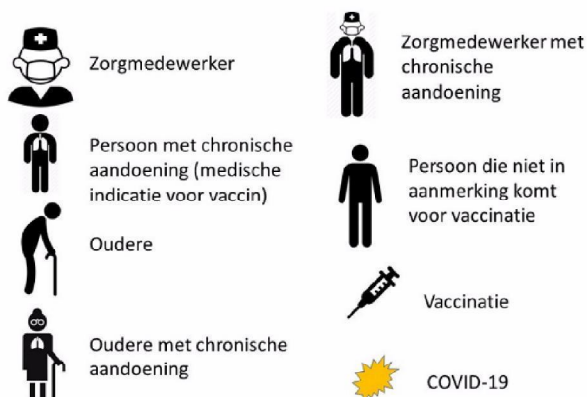 Zorgmedewerker
Persoon met chronische
aandoening (medische
indicatie voor vaccin)
Oudere
Oudere met chronische
aandoening
Zorgmedewerker met
chronische
aandoening
Persoon die niet in
aanmerking komt
voor vaccinatie
Vaccinatie
COVID-19